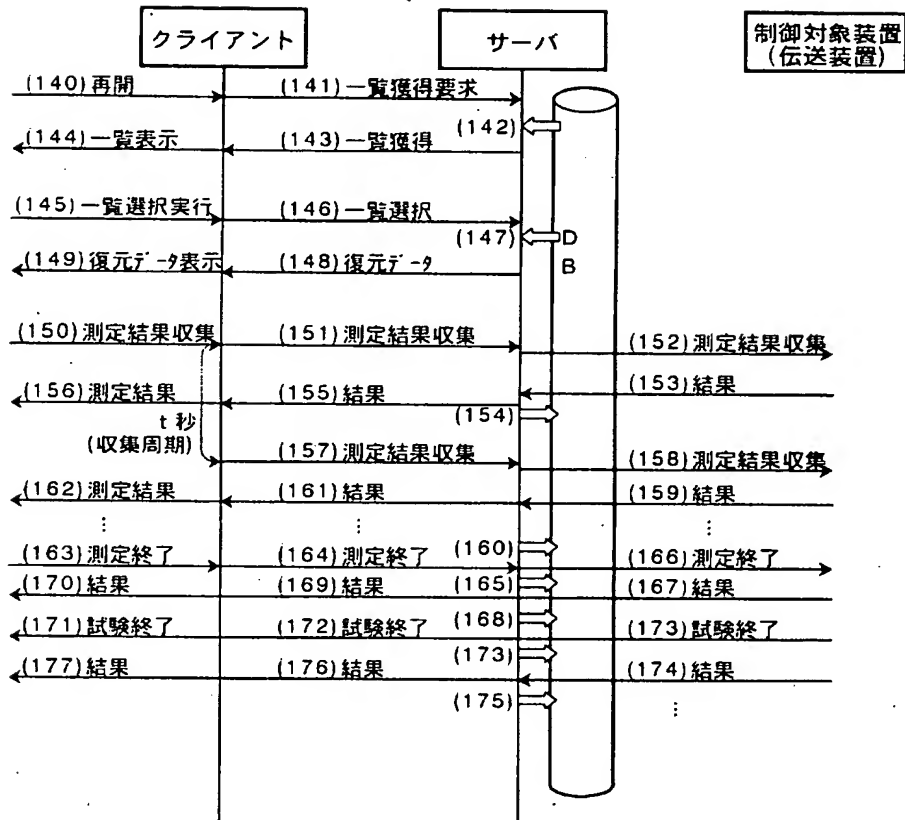 クライアント
サーバ
制御対象装置
(伝送装置)
(140)再開
(141)一覧獲得要求
(142)
(144)一覧表示
(143)一覧獲得
(145)一覧選択実行
(146)一覧選択
(147)
D
B
(149)復元データ表示
(148)復元データ
(150)測定結果収集
(151)測定結果収集
(152)測定結果収集
(153)結果
(156)測定結果
(155)結果
(154)
t秒
(収集周期)
(157)測定結果収集
(158)測定結果収集
(162)測定結果
(161)結果
(159)結果
⋮
⋮
⋮
(160)
(163)測定終了
(164)測定終了
(166)測定終了
(170)結果
(169)結果
(165)
(167)結果
(168)
(171)試験終了
(172)試験終了
(173)試験終了
(173)
(177)結果
(176)結果
(174)結果
(175)
⋮